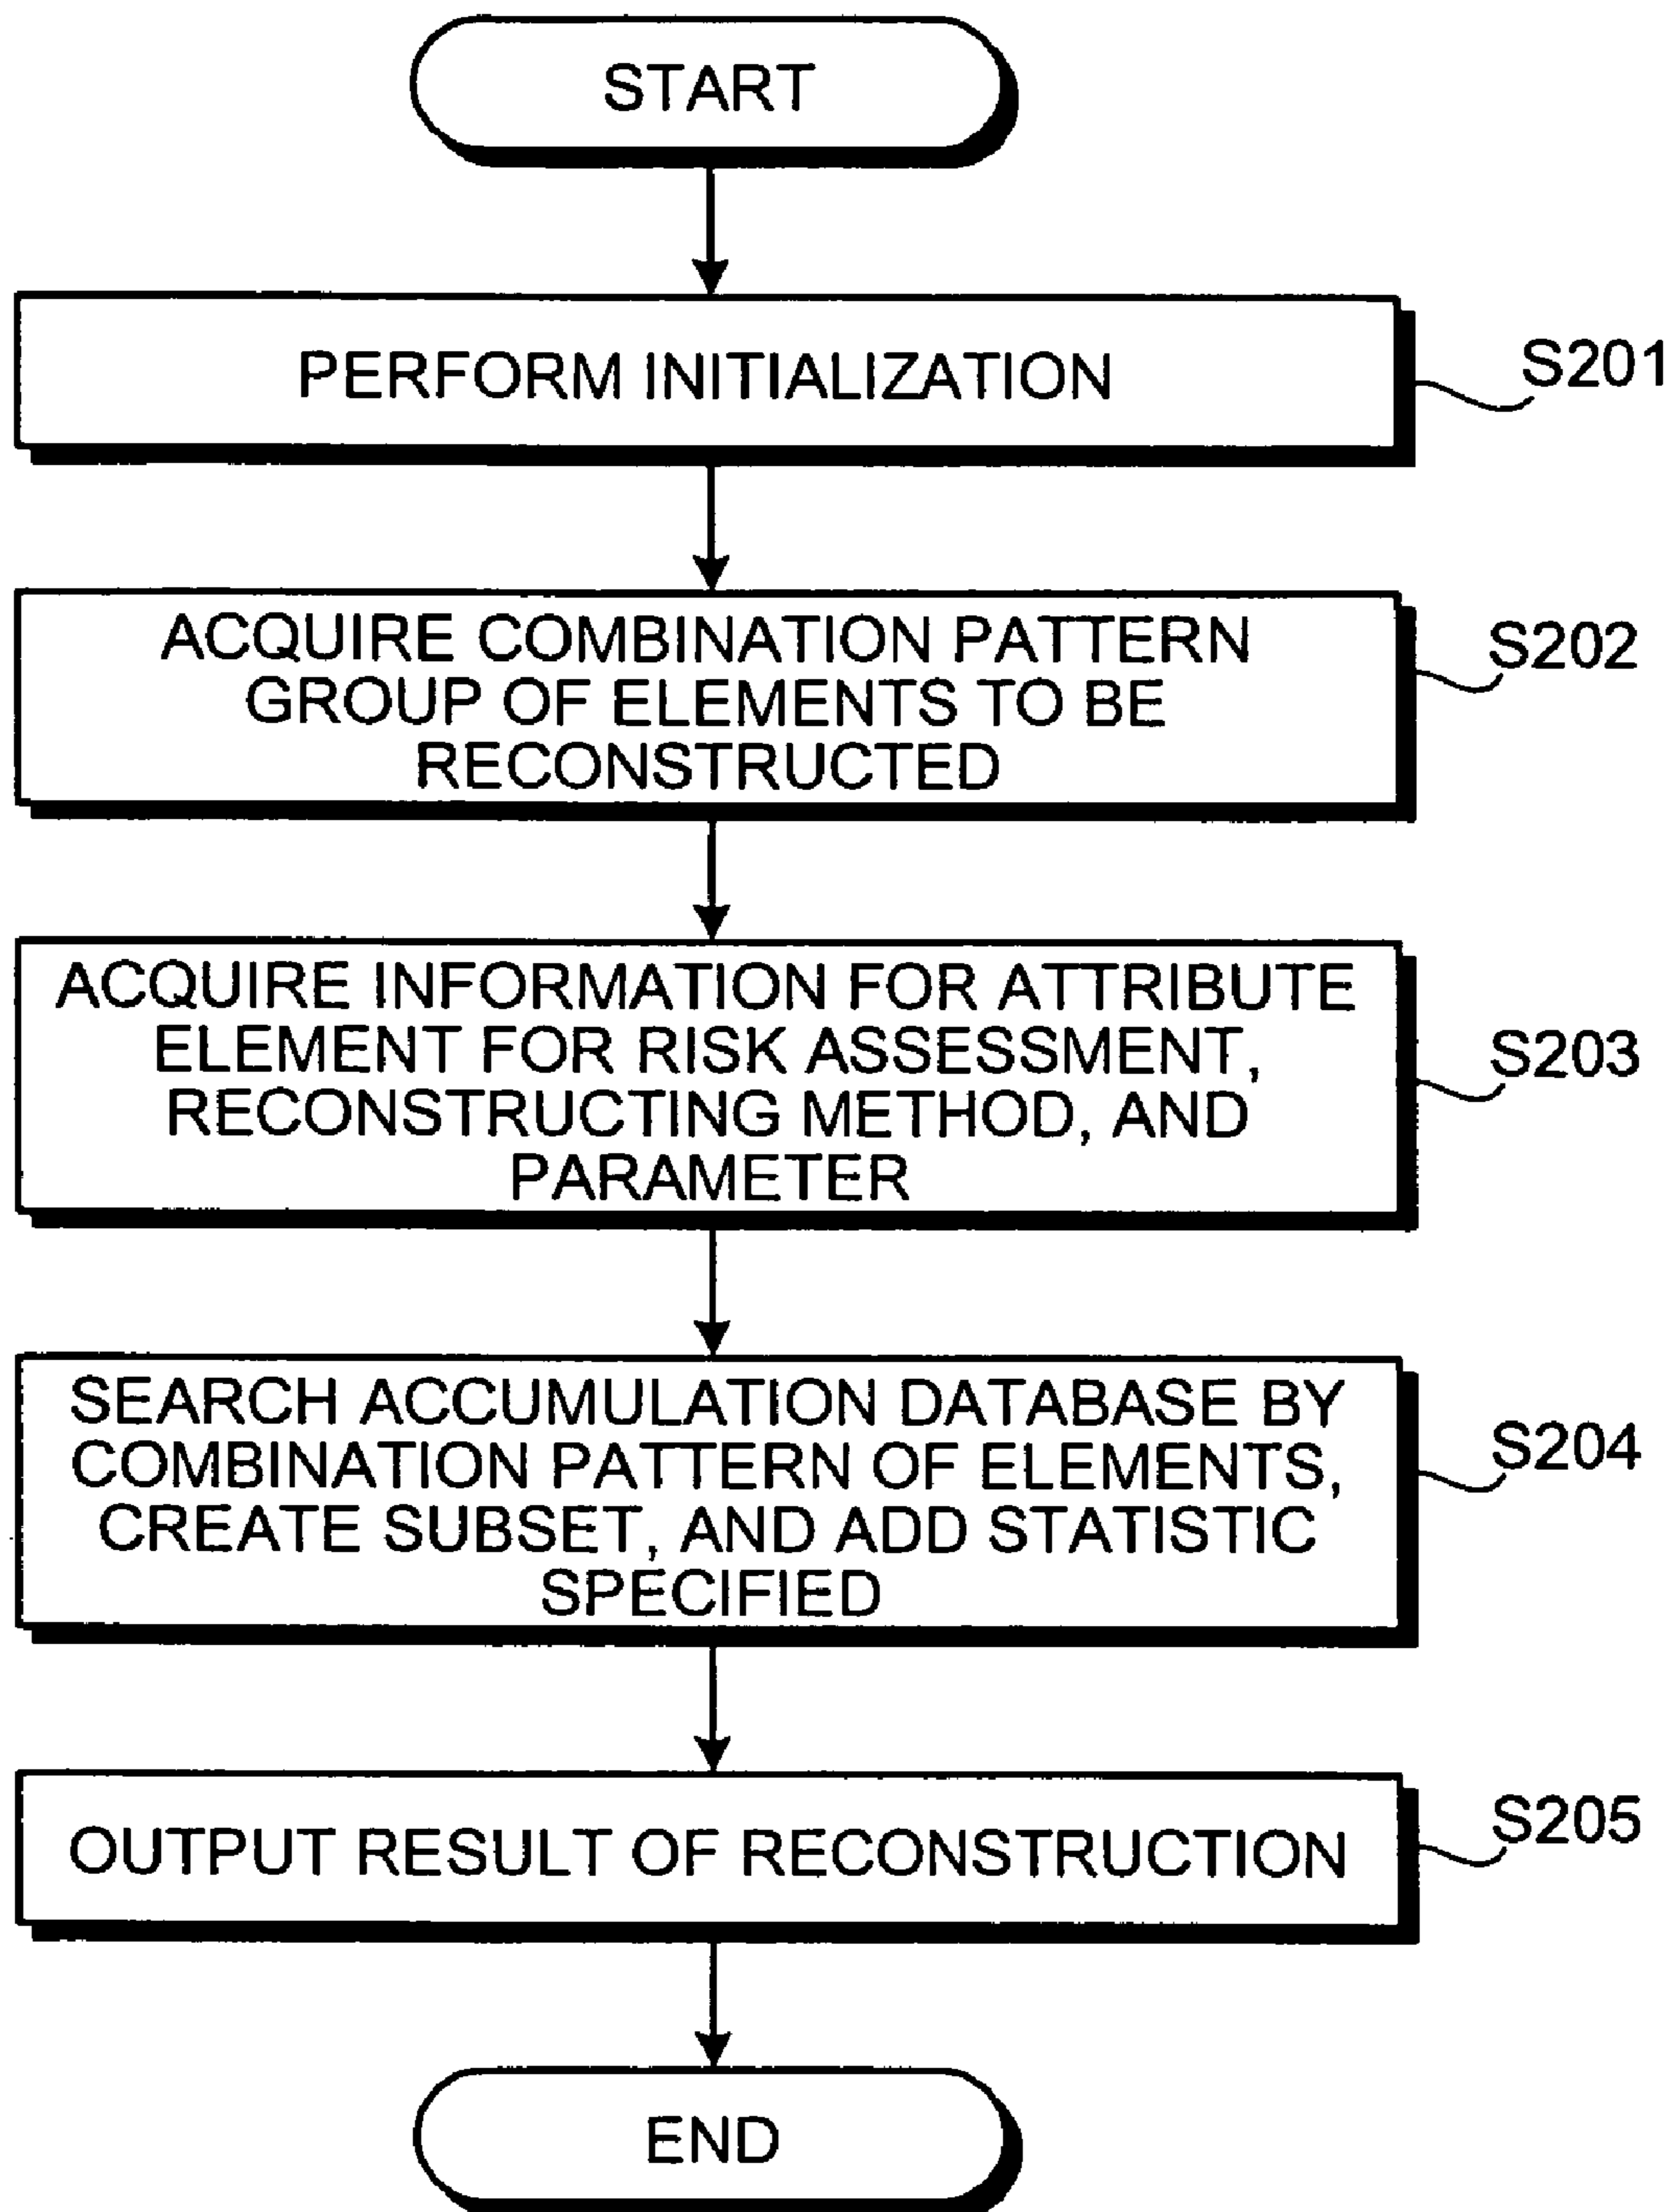 START
PERFORM INITIALIZATION
S201
ACQUIRE COMBINATION PATTERN
GROUP OF ELEMENTS TO BE
RECONSTRUCTED
S202
ACQUIRE INFORMATION FOR ATTRIBUTE
ELEMENT FOR RISK ASSESSMENT,
RECONSTRUCTING METHOD, AND
PARAMETER
S203
SEARCH ACCUMULATION DATABASE BY
COMBINATION PATTERN OF ELEMENTS,
CREATE SUBSET, AND ADD STATISTIC
SPECIFIED
S204
OUTPUT RESULT OF RECONSTRUCTION
S205
END